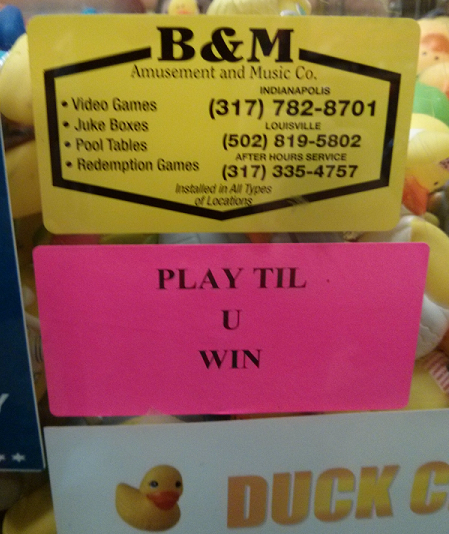 B&M
Amusement and Music Co.
• Video Games
• Juke Boxes
• Pool Tables
• Redemption Games
INDIANAPOLIS
(317) 782-8701
LOUISVILLE
(502) 819-5802
AFTER HOURS SERVICE
(317) 335-4757
Installed in All Types
of Locations
PLAY TIL
U
WIN
DUCK C